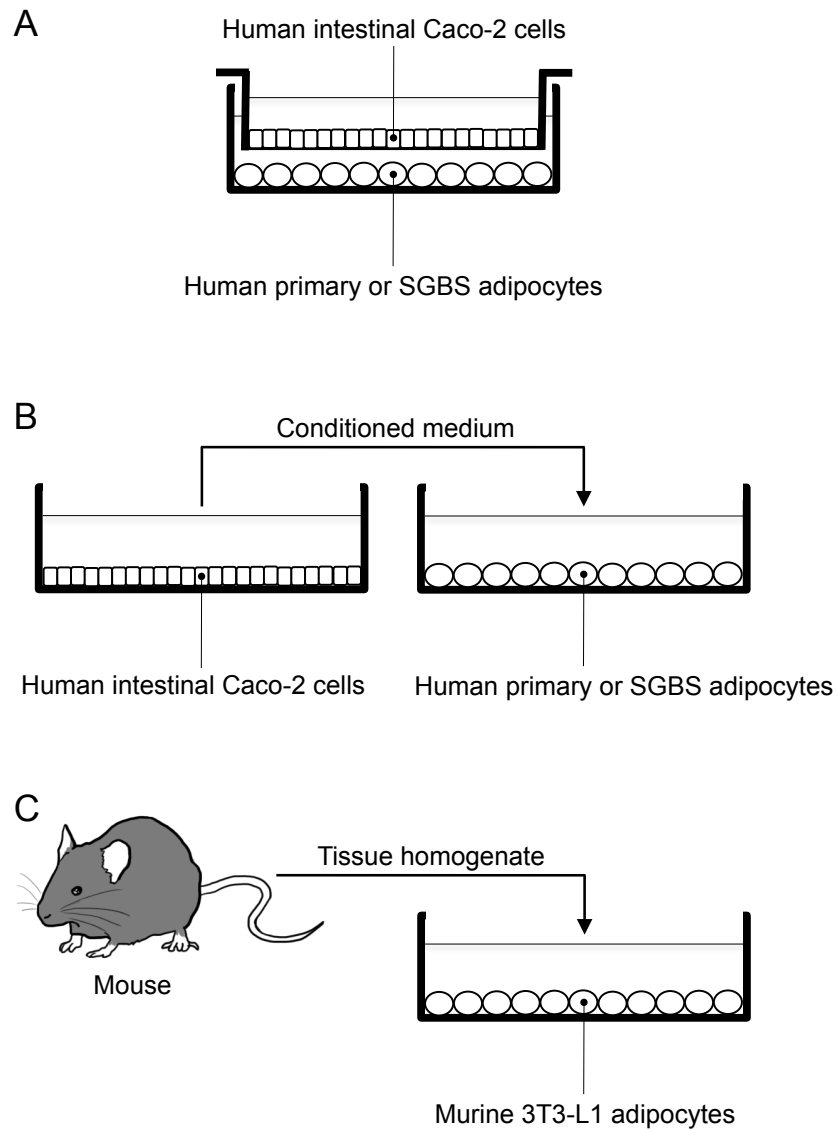 A
Human intestinal Caco-2 cells
Human primary or SGBS adipocytes
B
Conditioned medium
Human intestinal Caco-2 cells
Human primary or SGBS adipocytes
C
Tissue homogenate
Mouse
Murine 3T3-L1 adipocytes